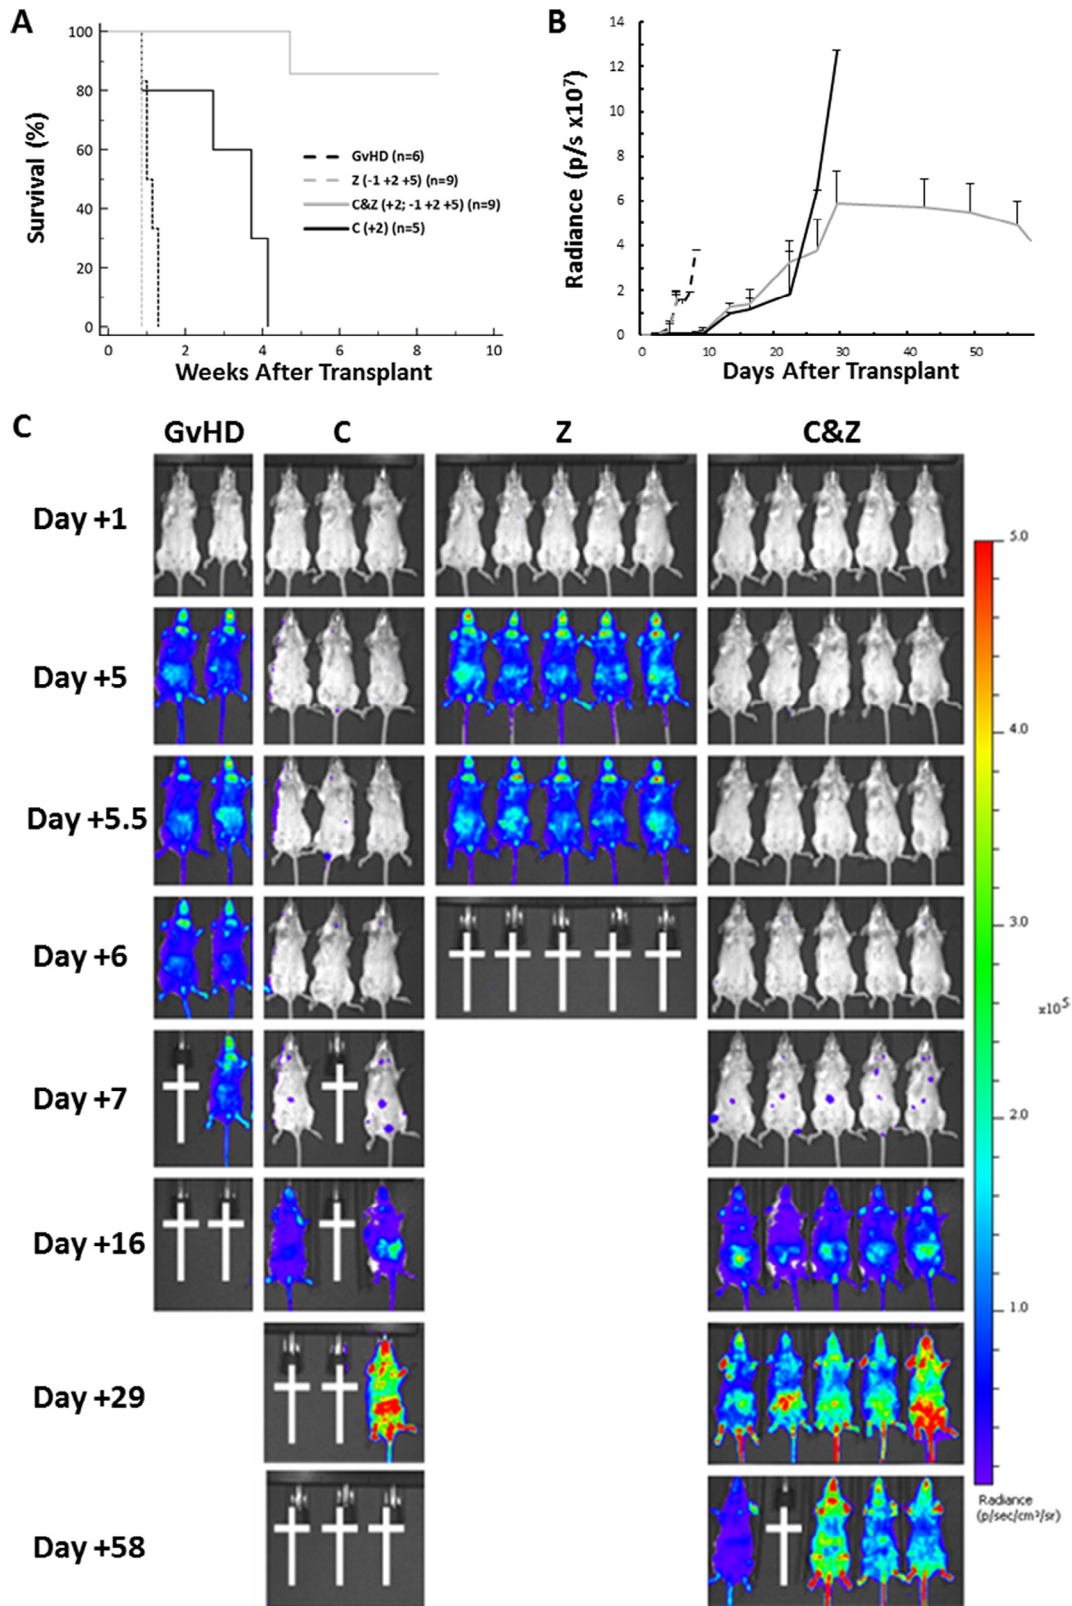 A
100
80
60
40
20
0
Survival (%)
0 2 4 6 8 10
Weeks After Transplant
GvHD (n=6)
Z (-1 +2 +5) (n=9)
C&Z (+2; -1 +2 +5) (n=9)
C (+2) (n=5)
B
14
12
10
8
6
4
2
0
Radiance (p/s x10⁷)
0 10 20 30 40 50
Days After Transplant
C
GvHD C Z C&Z
Day +1
Day +5
Day +5.5
Day +6
Day +7
Day +16
Day +29
Day +58
5.0
4.0
3.0
x10⁵
2.0
1.0
Radiance
(p/sec/cm²/sr)